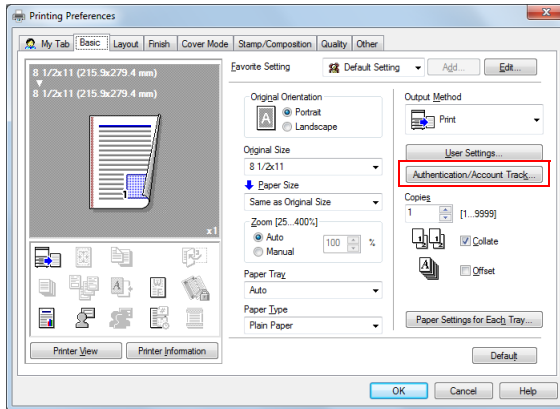 Printing Preferences
My Tab Basic Layout Finish Cover Mode Stamp/Composition Quality Other
8 1/2x11 (215.9x279.4 mm)
8 1/2x11 (215.9x279.4 mm)
1
x1
Printer View Printer Information
Favorite Setting Default Setting Add... Edit...
Original Orientation
A
Portrait
Landscape
Original Size
8 1/2x11
Paper Size
Same as Original Size
Zoom [25...400%]
Auto
Manual
100 %
Paper Tray
Auto
Paper Type
Plain Paper
Output Method
Print
User Settings...
Authentication/Account Track...
Copies
1 [1...9999]
Collate
Offset
Paper Settings for Each Tray...
Default
OK Cancel Help